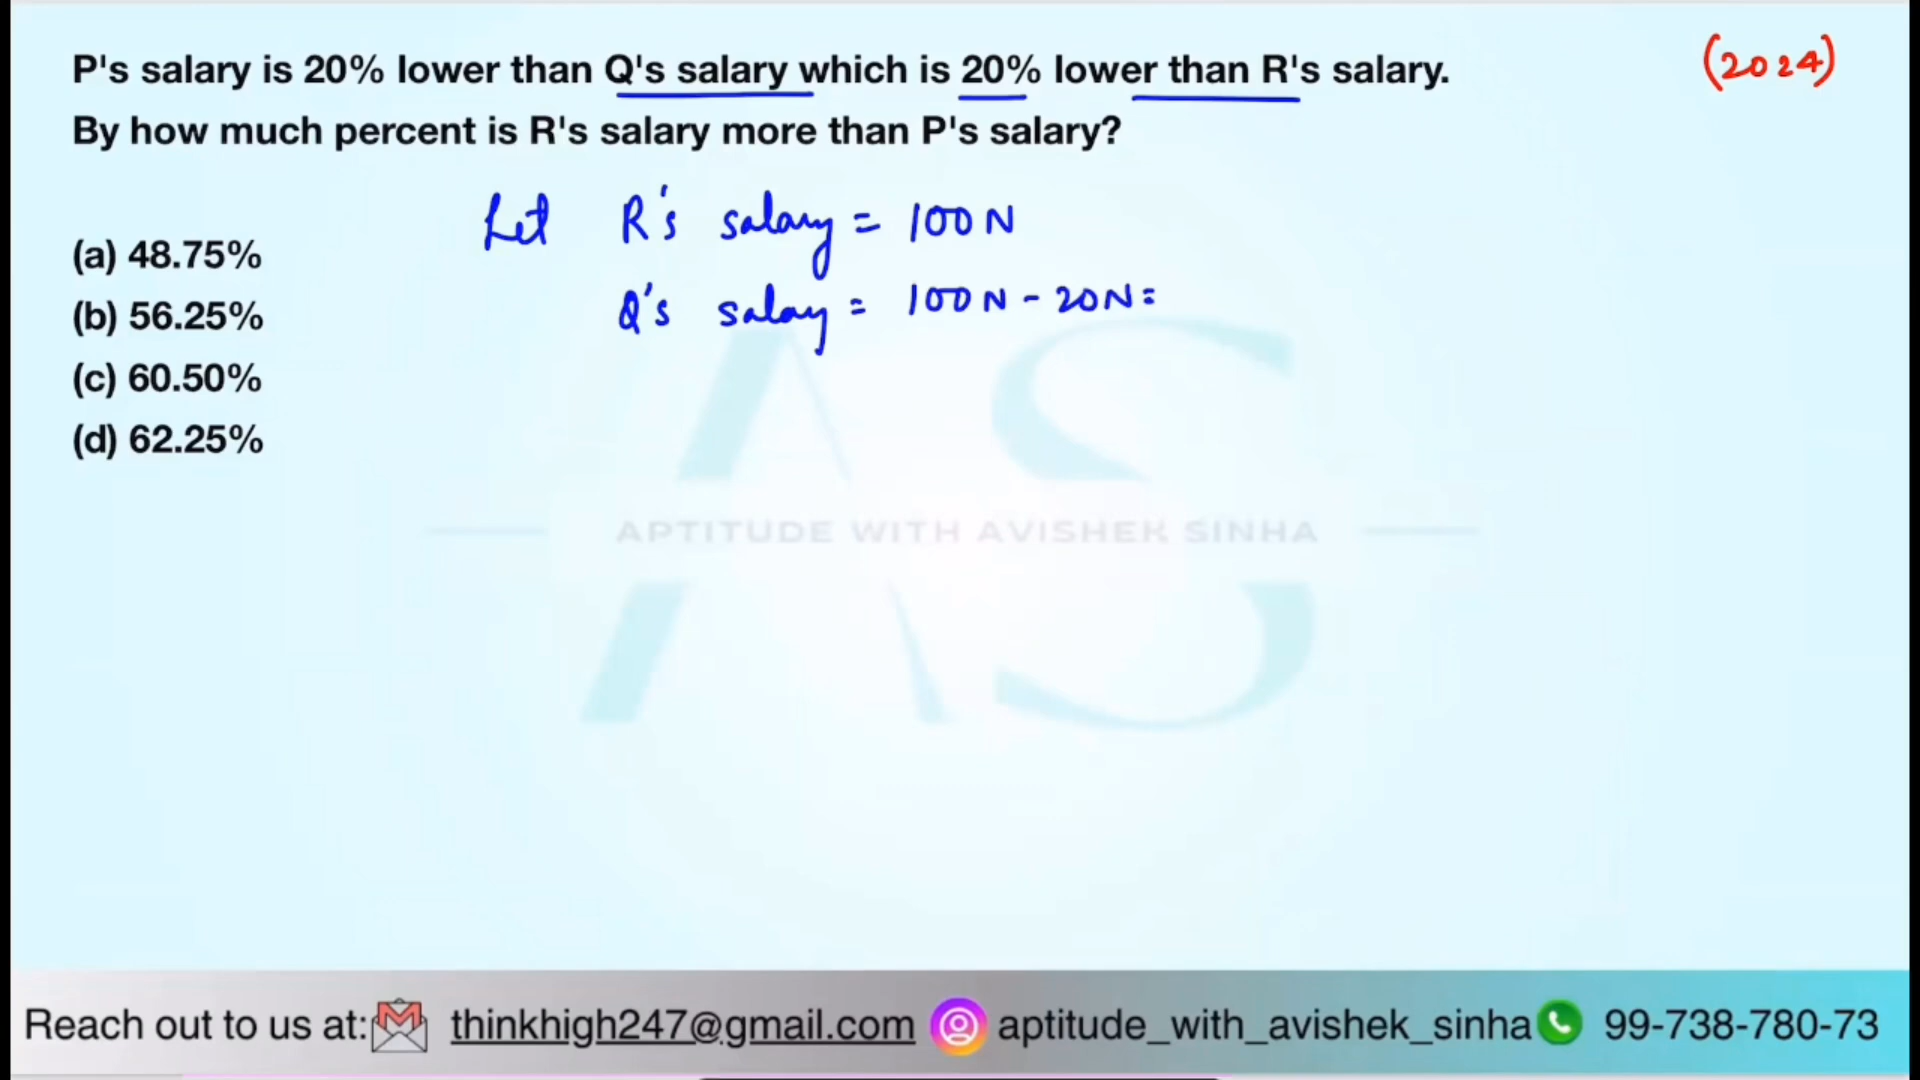 P's salary is 20% lower than Q's salary which is 20% lower than R's salary.
(2024)
By how much percent is R's salary more than P's salary?
Let R's salary = 100N
(a) 48.75%
Q's salary = 100N - 20N =
(b) 56.25%
(c) 60.50%
(d) 62.25%
AS
APTITUDE WITH AVISHEK SINHA
Reach out to us at: thinkhigh247@gmail.com aptitude_with_avishek_sinha 99-738-780-73